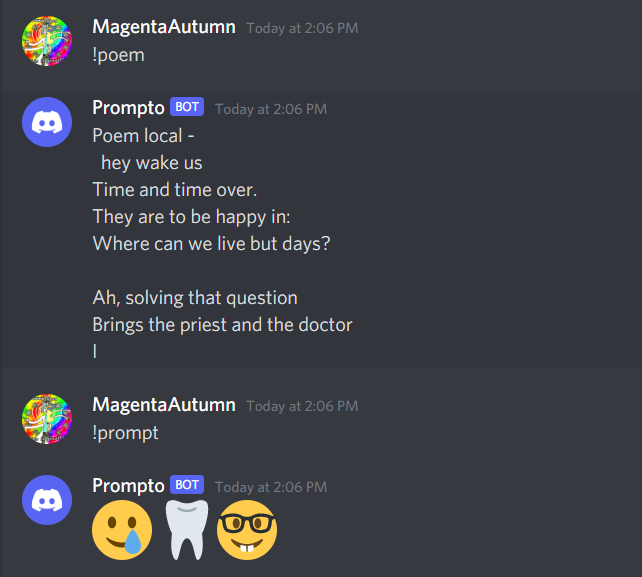 MagentaAutumn Today at 2:06 PM
!poem
Prompto BOT Today at 2:06 PM
Poem local -
hey wake us
Time and time over.
They are to be happy in:
Where can we live but days?
Ah, solving that question
Brings the priest and the doctor
I
MagentaAutumn Today at 2:06 PM
!prompt
Prompto BOT Today at 2:06 PM
🥲🦷🤓